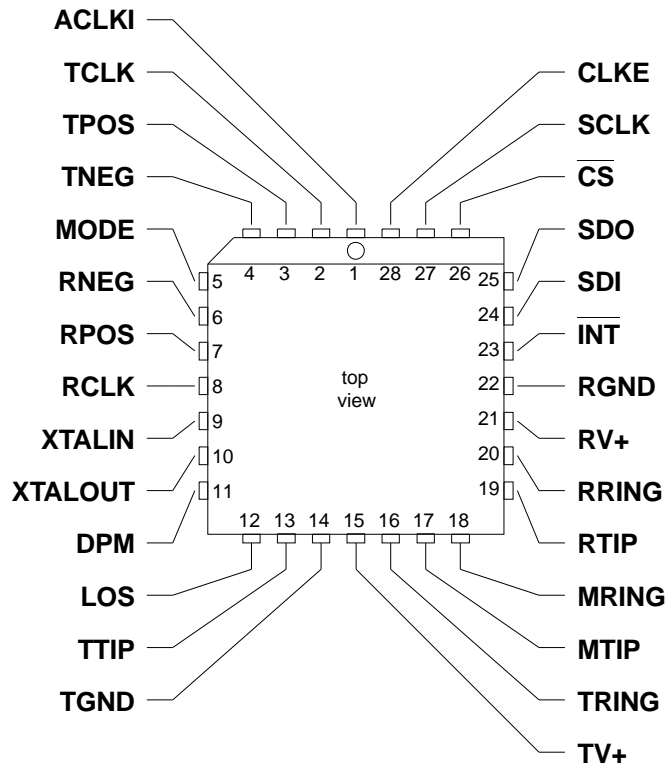 ACLKI
TCLK
TPOS
TNEG
MODE
RNEG
RPOS
RCLK
XTALIN
XTALOUT
DPM
LOS
TTIP
TGND
CLKE
SCLK
C̅S̅
SDO
SDI
I̅N̅T̅
RGND
RV+
RRING
RTIP
MRING
MTIP
TRING
TV+
4 3 2 1 28 27 26
5
6
7
8
9
10
11
25
24
23
22
21
20
19
12 13 14 15 16 17 18
top
view